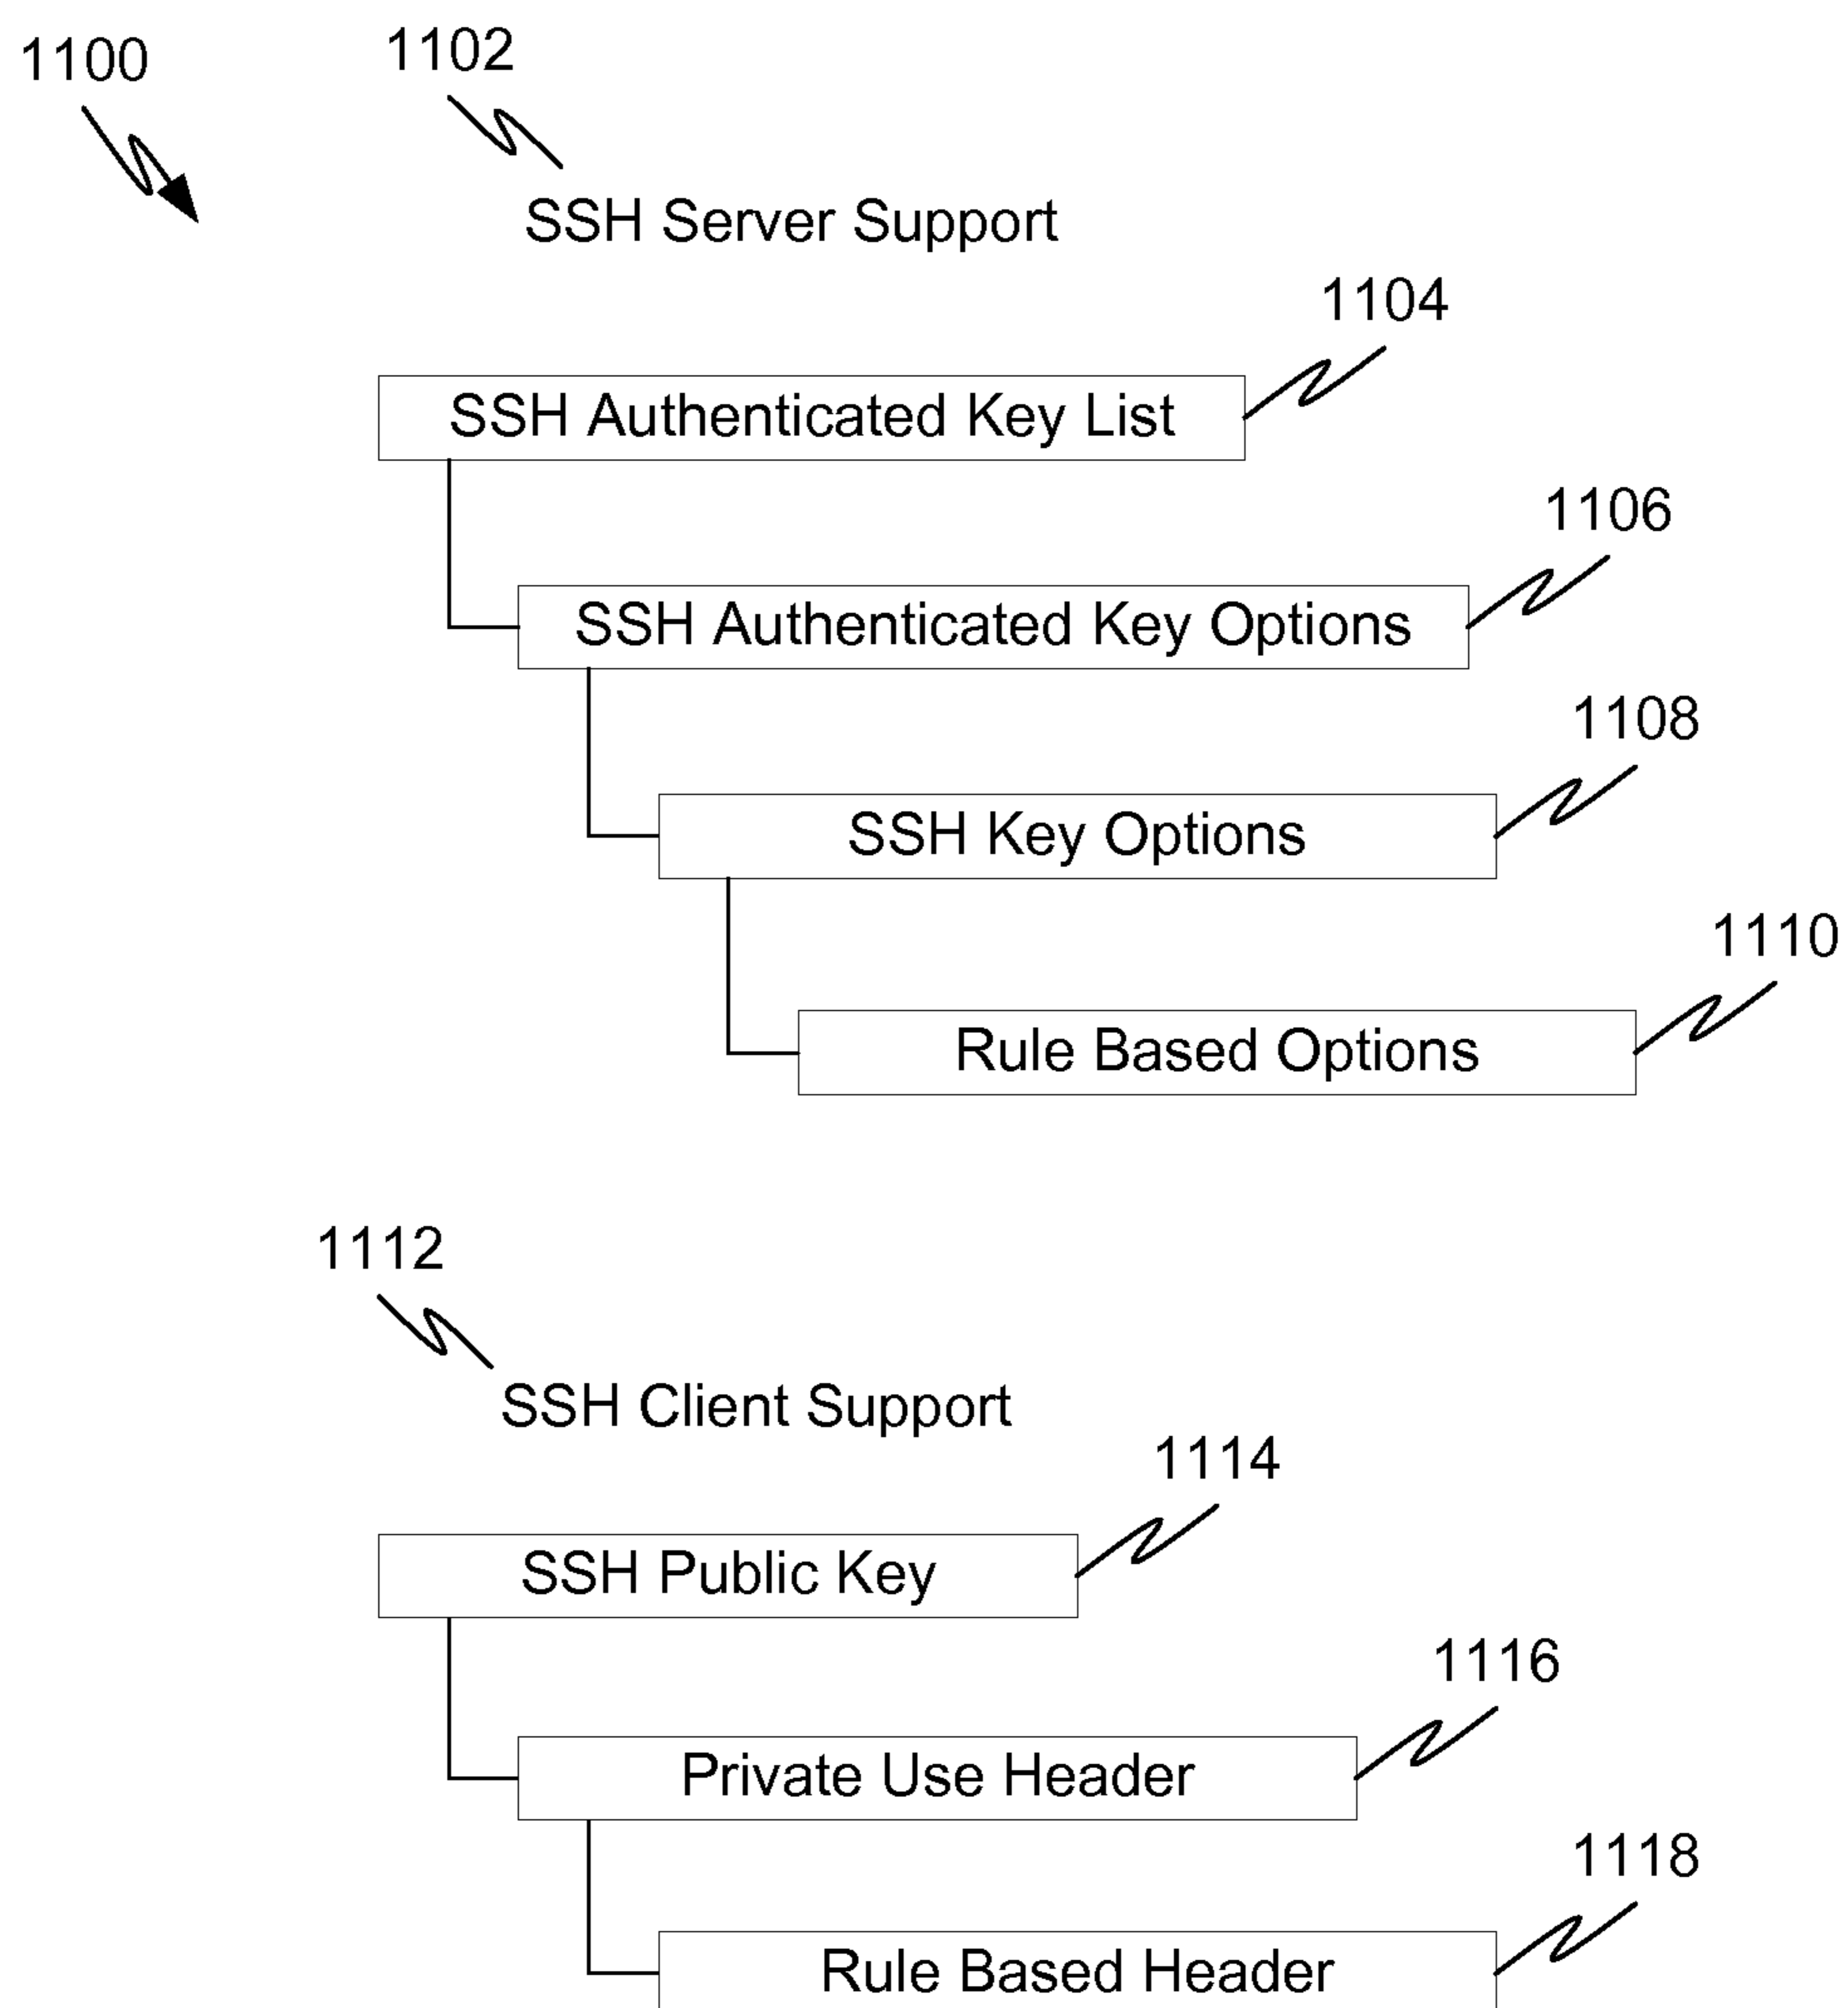 1100
1102
SSH Server Support
1104
SSH Authenticated Key List
1106
SSH Authenticated Key Options
1108
SSH Key Options
1110
Rule Based Options
1112
SSH Client Support
1114
SSH Public Key
1116
Private Use Header
1118
Rule Based Header